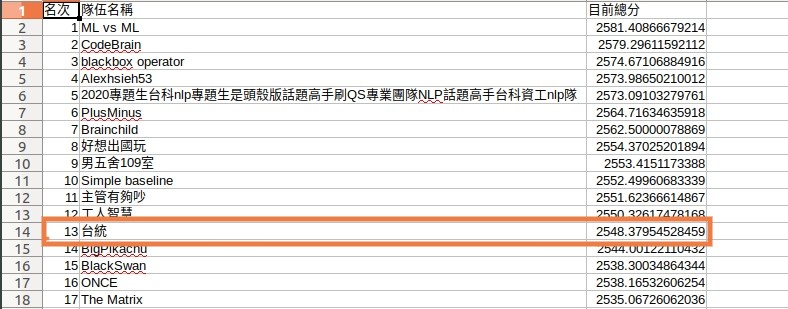 1 名次 隊伍名稱 目前總分
2 1 ML vs ML 2581.40866679214
3 2 CodeBrain 2579.29611592112
4 3 blackbox operator 2574.67106884916
5 4 Alexhsieh53 2573.98650210012
6 5 2020專題生台科nlp專題生是頭殼版話題高手刷QS專業團隊NLP話題高手台科資工nlp隊 2573.09103279761
7 6 PlusMinus 2564.71634635918
8 7 Brainchild 2562.50000078869
9 8 好想出國玩 2554.37025201894
10 9 男五舍109室 2553.4151173388
11 10 Simple baseline 2552.49960683339
12 11 主管有夠吵 2551.62366614867
13 12 工人智慧 2550.32617478168
14 13 台統 2548.37954528459
15 14 BigPikachu 2544.00122110432
16 15 BlackSwan 2538.30034864344
17 16 ONCE 2538.16532606254
18 17 The Matrix 2535.06726062036